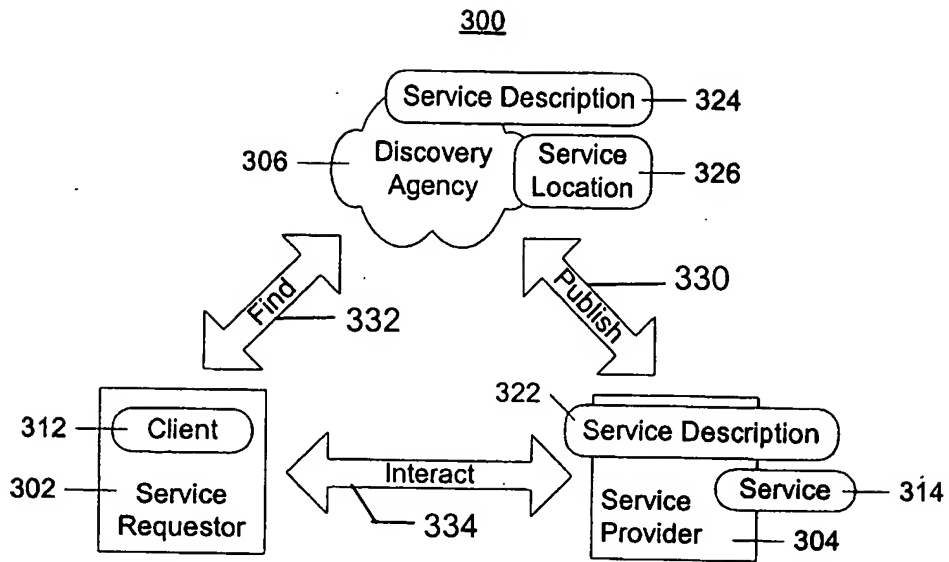 300
Service Description
324
306
Discovery
Agency
Service
Location
326
Find
332
Publish
330
312
Client
302
Service
Requestor
Interact
334
322
Service Description
Service
314
Service
Provider
304